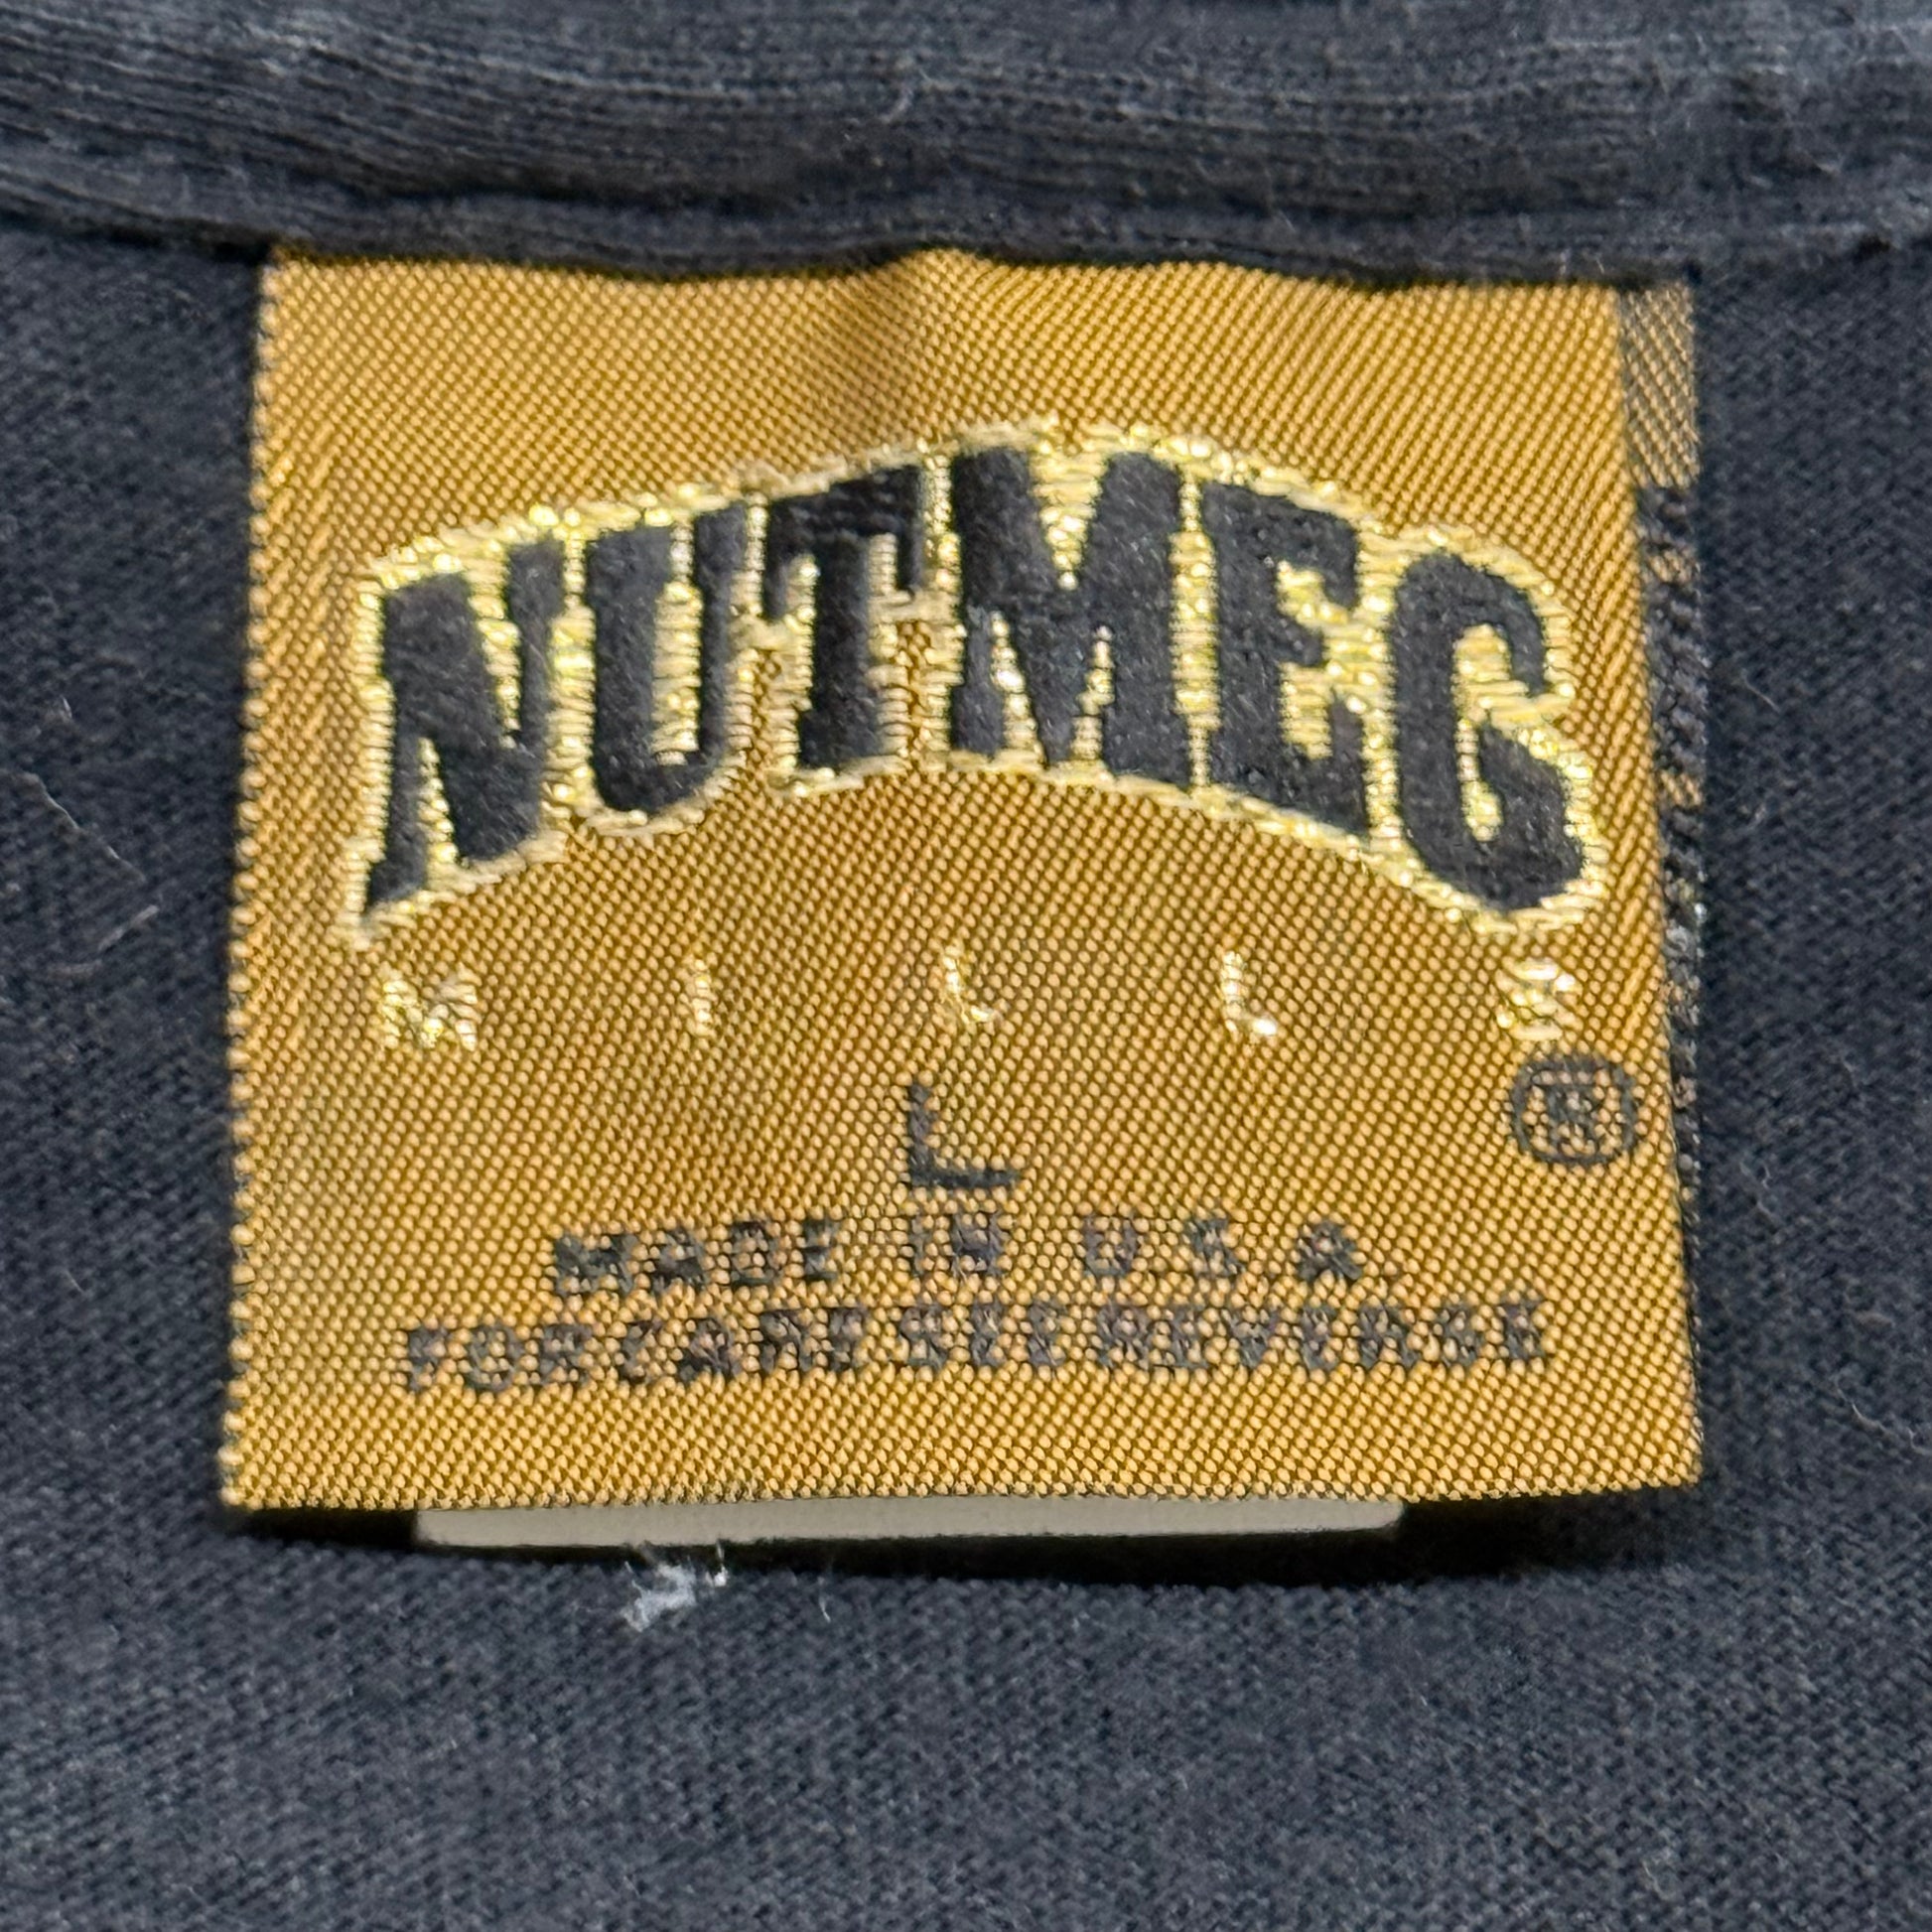 NUTMEG
MILLS
®
L
MADE IN U.S.A.
FOR CARE SEE REVERSE